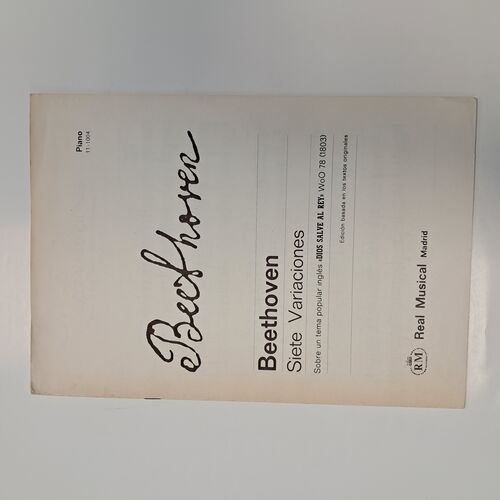 Piano
17-1004
Beethoven
Beethoven
Siete Variaciones
Sobre un tema popular inglés «DIOS SALVE AL REY» WoO 78 (1803)
Edición basada en los textos originales
RM Real Musical Madrid